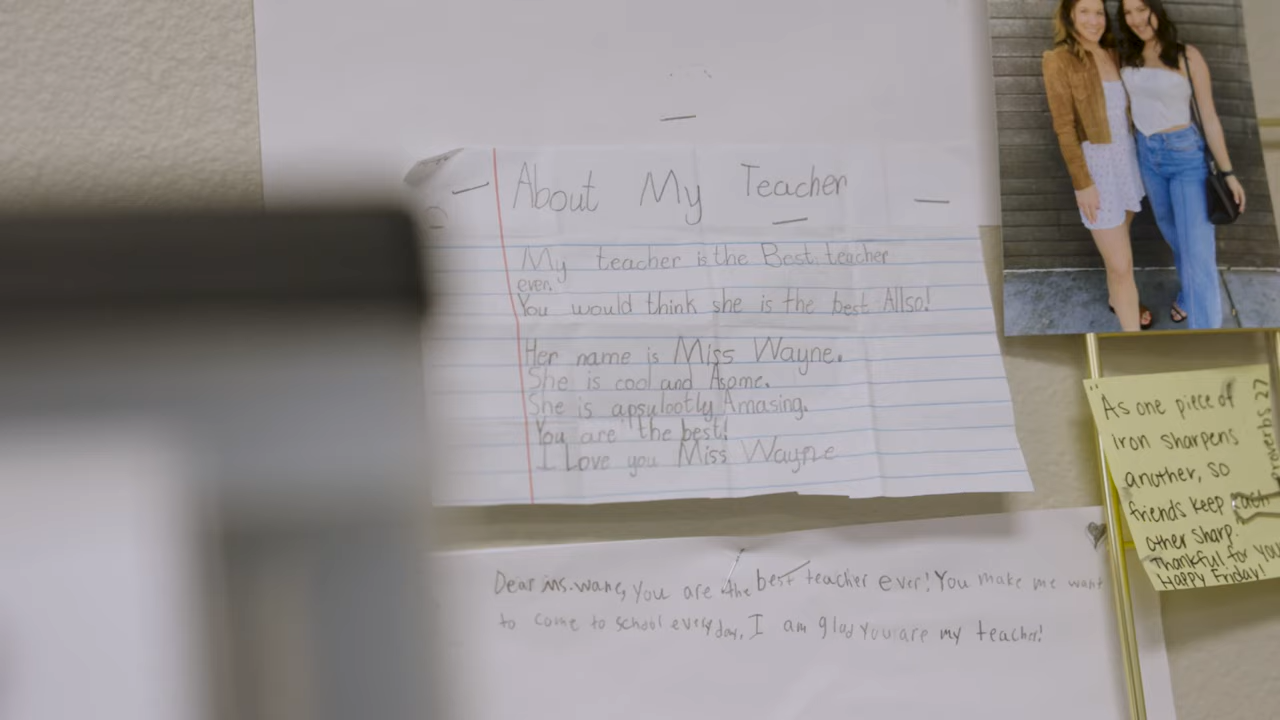 About My Teacher
My teacher is the Best teacher
ever.
You would think she is the best Allso!
Her name is Miss Wayne.
She is cool and Asome.
She is apsulootly Amasing.
You are the best!
I Love you Miss Wayne
Dear ms. wang, You are the best teacher ever! You make me want
to come to school everyday, I am glad You are my teacher!
"As one piece of
iron sharpens
another, so
friends keep each
other sharp."
Proverbs 27
Thankful for you!
Happy Friday!